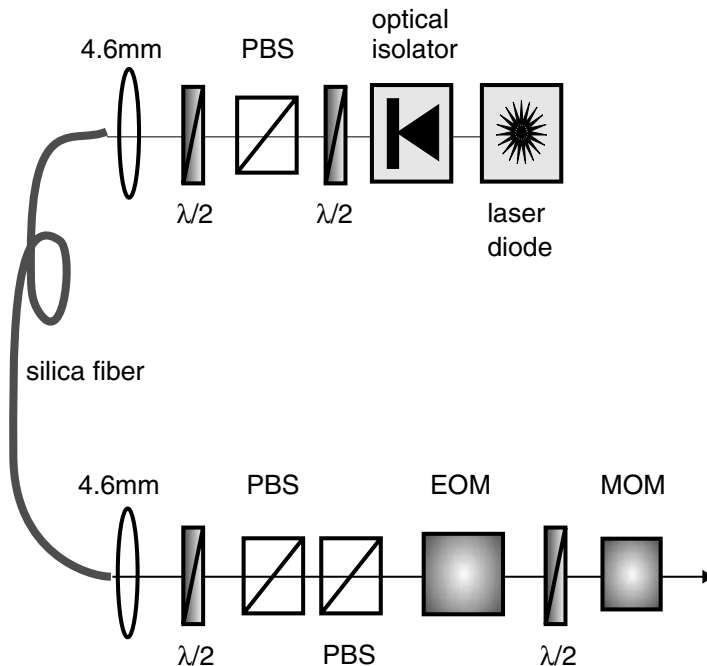 optical
4.6mm
PBS
isolator
λ/2
λ/2
laser
diode
silica fiber
4.6mm
PBS
EOM
MOM
λ/2
PBS
λ/2